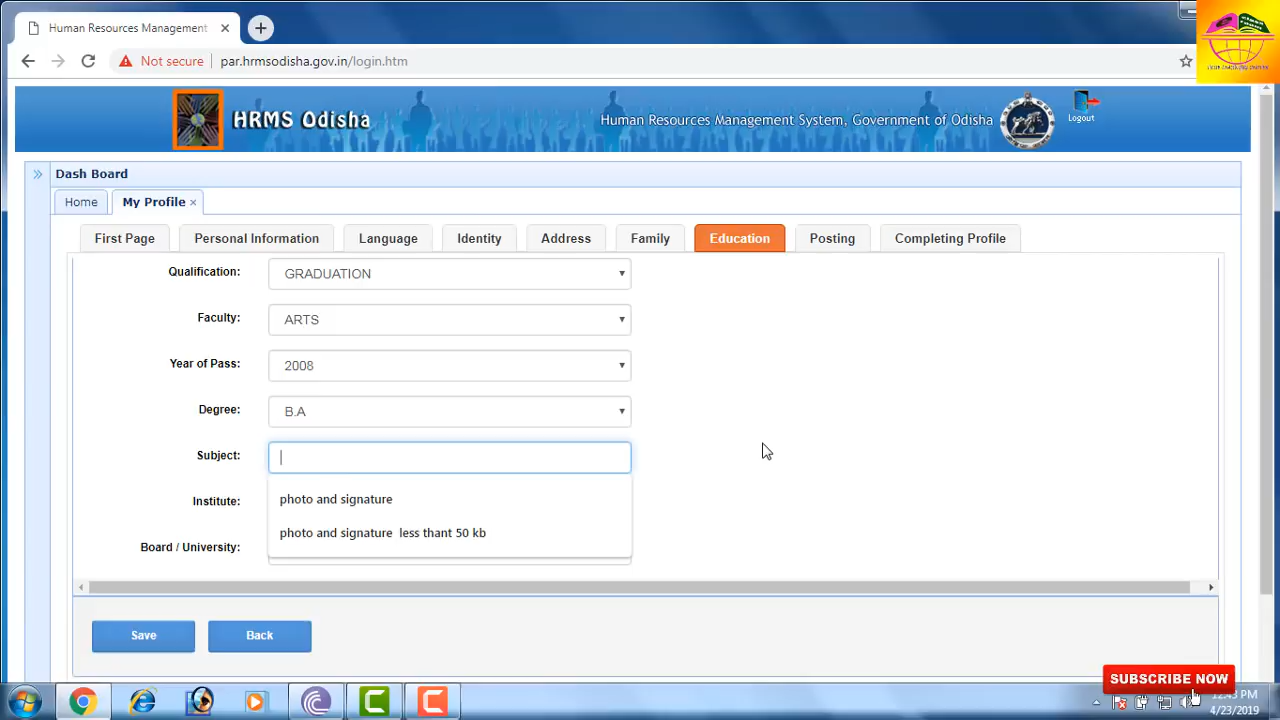 Human Resources Management
Not secure
par.hrmsodisha.gov.in/login.htm
HRMS Odisha
Human Resources Management System, Government of Odisha
Logout
Dash Board
Home
My Profile
First Page
Personal Information
Language
Identity
Address
Family
Education
Posting
Completing Profile
Qualification: GRADUATION
Faculty: ARTS
Year of Pass: 2008
Degree: B.A
Subject:
photo and signature
Institute:
photo and signature less thant 50 kb
Board / University:
Save
Back
SUBSCRIBE NOW
12:43 PM
4/23/2019